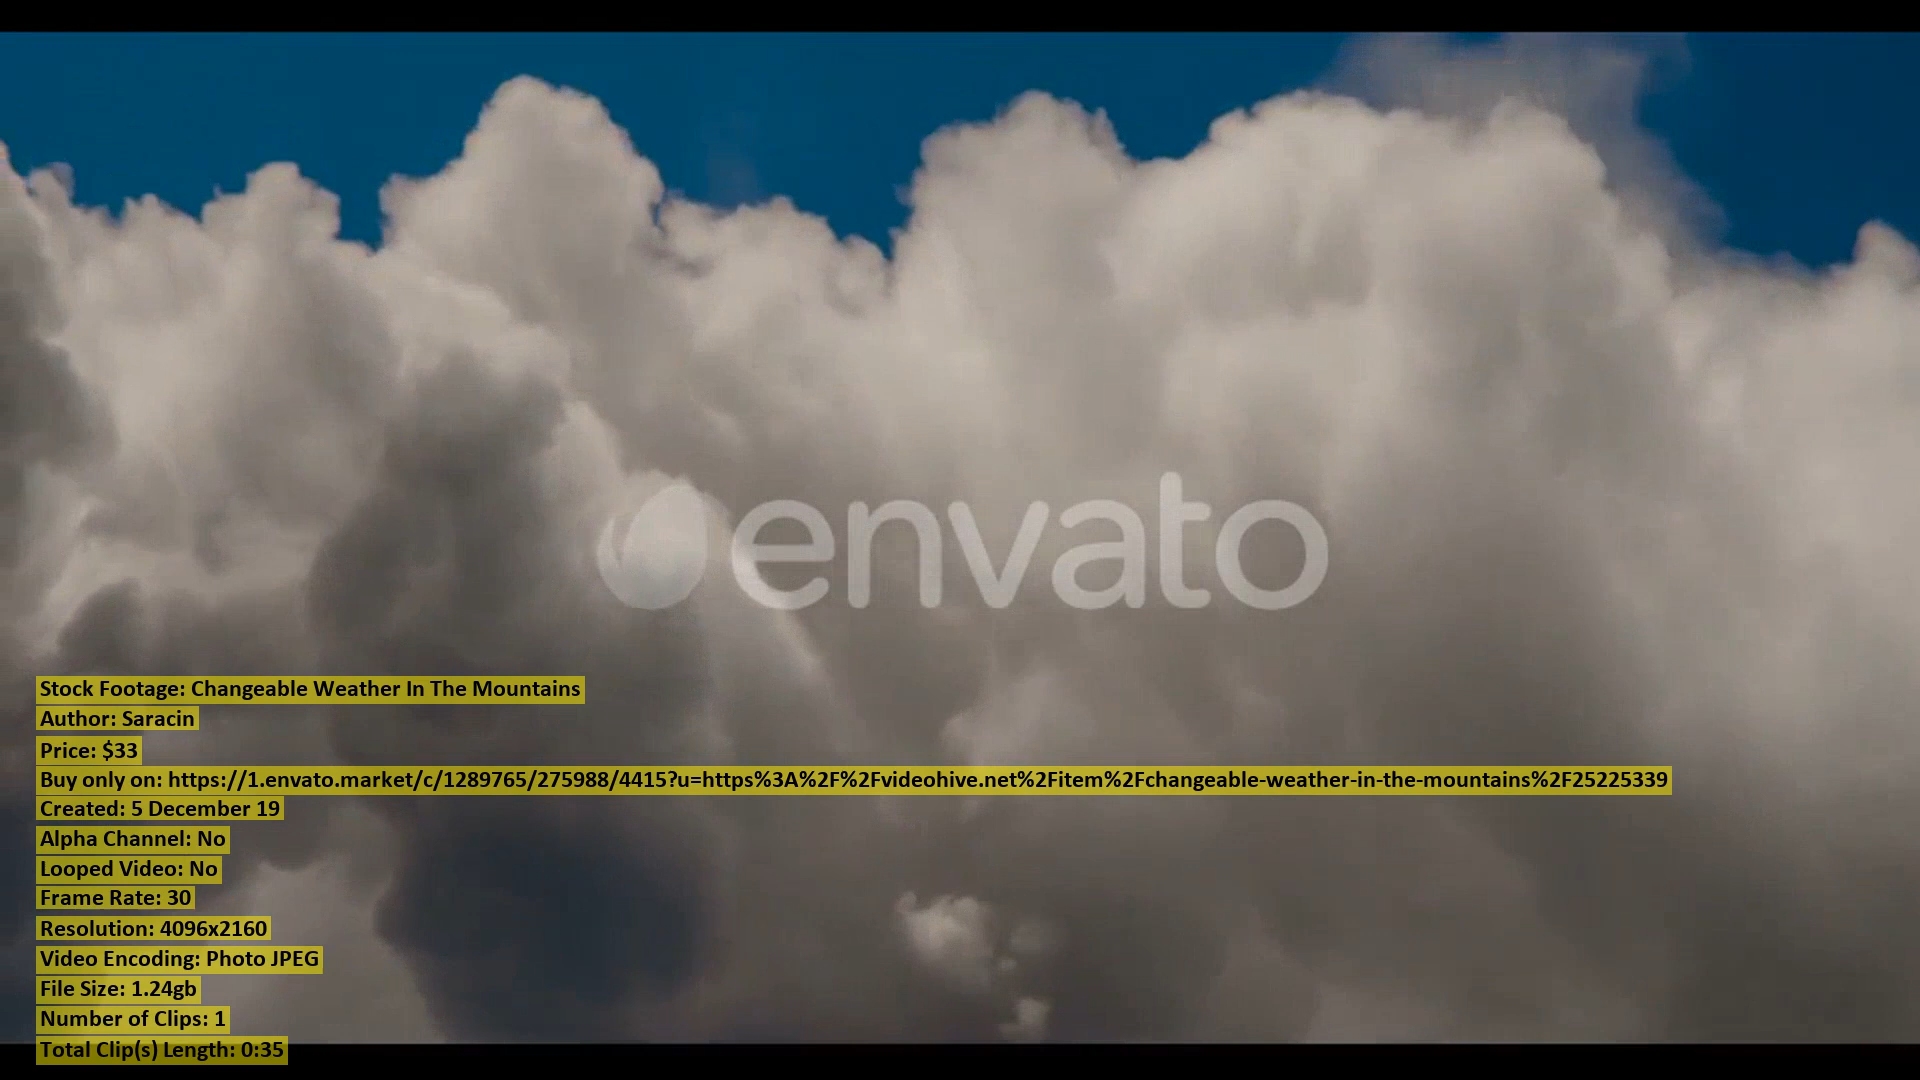 envato
Stock Footage: Changeable Weather In The Mountains
Author: Saracin
Price: $33
Buy only on: https://1.envato.market/c/1289765/275988/4415?u=https%3A%2F%2Fvideohive.net%2Fitem%2Fchangeable-weather-in-the-mountains%2F25225339
Created: 5 December 19
Alpha Channel: No
Looped Video: No
Frame Rate: 30
Resolution: 4096x2160
Video Encoding: Photo JPEG
File Size: 1.24gb
Number of Clips: 1
Total Clip(s) Length: 0:35